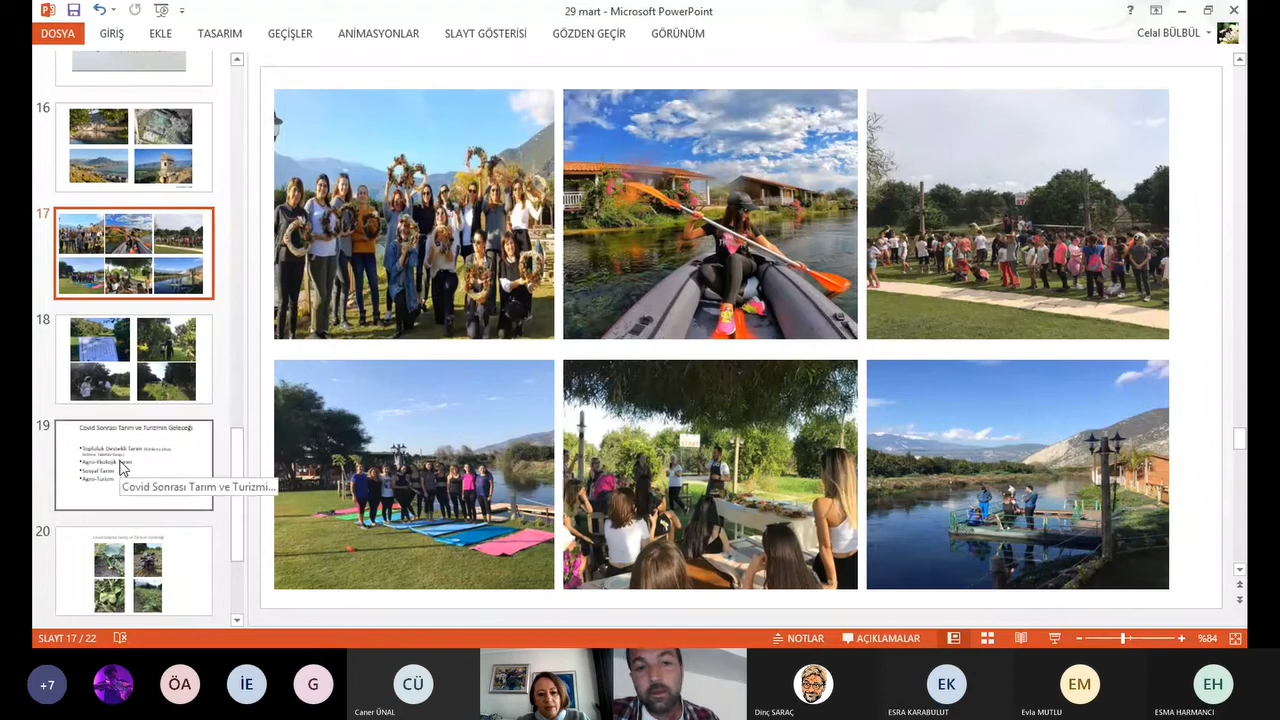 29 mart - Microsoft PowerPoint
?
DOSYA GİRİŞ EKLE TASARIM GEÇİŞLER ANİMASYONLAR SLAYT GÖSTERİSİ GÖZDEN GEÇİR GÖRÜNÜM Celal BÜLBÜL
16
17
18
19
Covid Sonrası Tarım ve Turizmin Geleceği
•Topluluk Destekli Tarım
•Agro-Ekolojik Tarım
•Sosyal Tarım
•Agro-Turizm
Covid Sonrası Tarım ve Turizmi...
20
SLAYT 17 / 22 NOTLAR AÇIKLAMALAR %84
+7 ÖA İE G CÜ EK EM EH
Caner ÜNAL Dinç SARAÇ ESRA KARABULUT Evla MUTLU ESMA HARMANCI